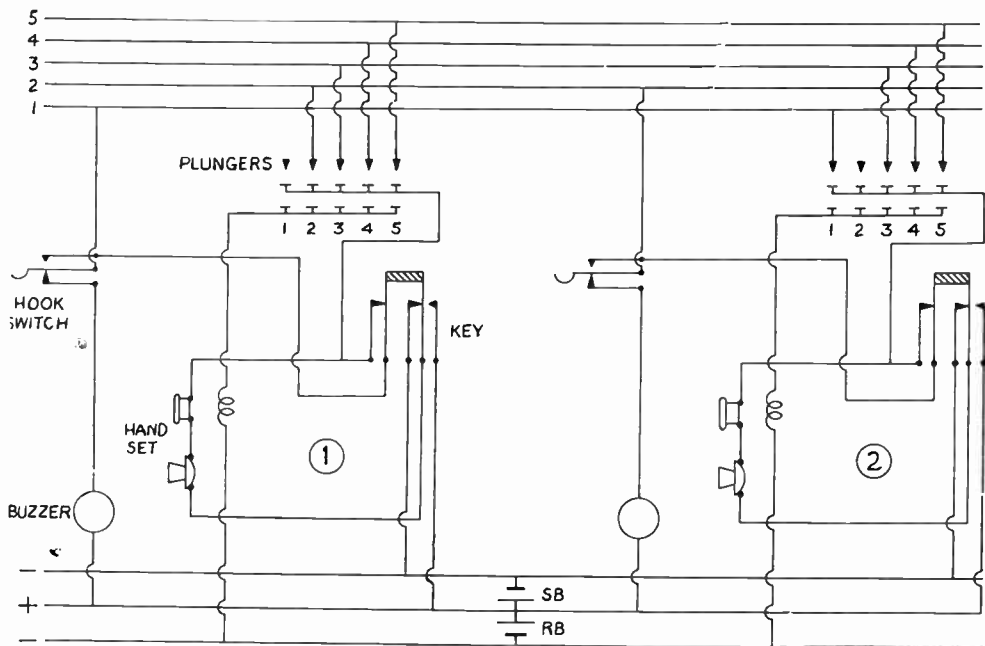 5
4
3
2
1
PLUNGERS
1 2 3 4 5
1 2 3 4 5
HOOK
SWITCH
KEY
HAND
SET
1
2
BUZZER
−
SB
+
RB
−